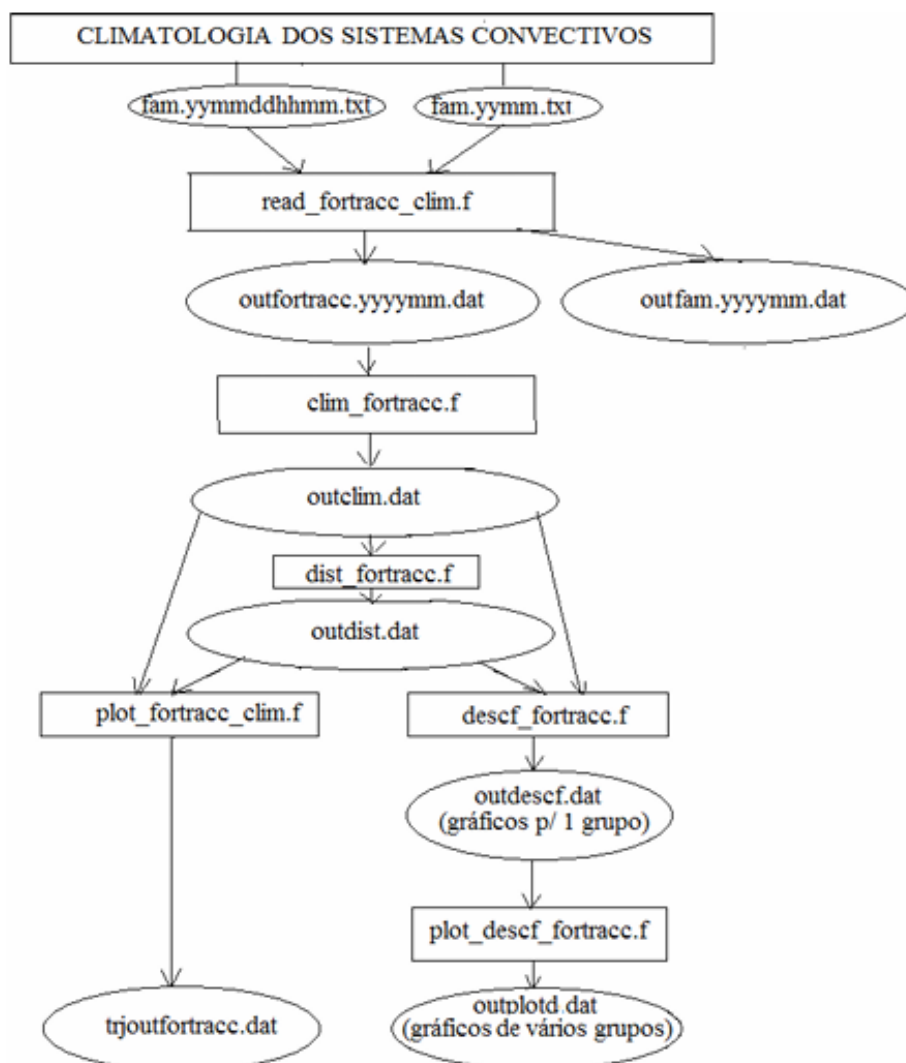 CLIMATOLOGIA DOS SISTEMAS CONVECTIVOS
fam.yymmddhhmm.txt
fam.yymm.txt
read_fortracc_clim.f
outfortracc.yyyymm.dat
outfam.yyyymm.dat
clim_fortracc.f
outclim.dat
dist_fortracc.f
outdist.dat
plot_fortracc_clim.f
descf_fortracc.f
outdescf.dat
(gráficos p/ 1 grupo)
plot_descf_fortracc.f
trjoutfortracc.dat
outplotd.dat
(gráficos de vários grupos)